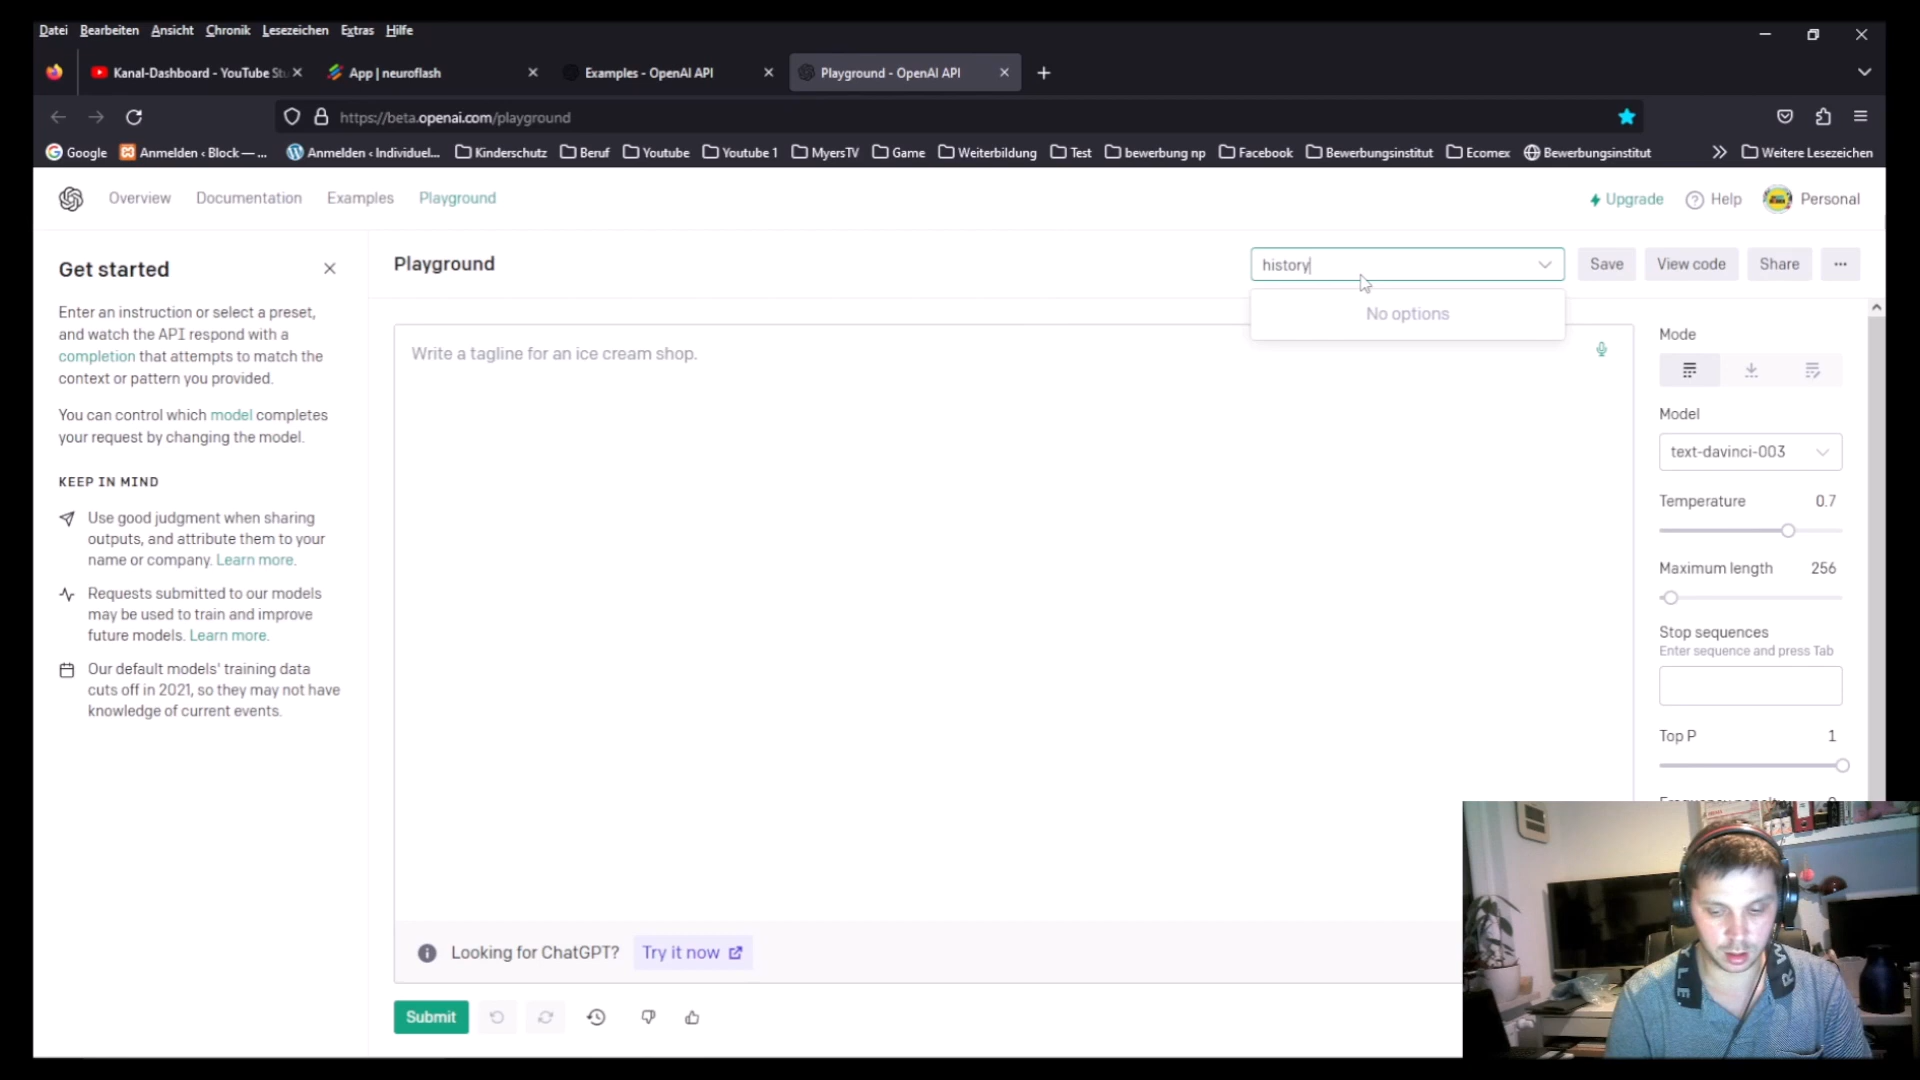 Datei Bearbeiten Ansicht Chronik Lesezeichen Extras Hilfe
Kanal-Dashboard - YouTube Stu
App | neuroflash
Examples - OpenAI API
Playground - OpenAI API
https://beta.openai.com/playground
Google
Anmelden ‹ Block — ...
Anmelden ‹ Individuel...
Kinderschutz
Beruf
Youtube
Youtube 1
MyersTV
Game
Weiterbildung
Test
bewerbung np
Facebook
Bewerbungsinstitut
Ecomex
Bewerbungsinstitut
Weitere Lesezeichen
Overview
Documentation
Examples
Playground
Upgrade
Help
Personal
Get started
Enter an instruction or select a preset,
and watch the API respond with a
completion that attempts to match the
context or pattern you provided.
You can control which model completes
your request by changing the model.
KEEP IN MIND
Use good judgment when sharing
outputs, and attribute them to your
name or company. Learn more.
Requests submitted to our models
may be used to train and improve
future models. Learn more.
Our default models' training data
cuts off in 2021, so they may not have
knowledge of current events.
Playground
history
No options
Save
View code
Share
...
Write a tagline for an ice cream shop.
Looking for ChatGPT? Try it now
Submit
Mode
Model
text-davinci-003
Temperature 0.7
Maximum length 256
Stop sequences
Enter sequence and press Tab
Top P 1